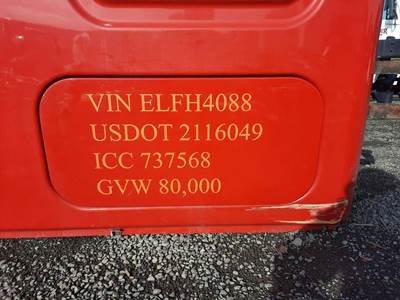 VIN ELFH4088
USDOT 2116049
ICC 737568
GVW 80,000